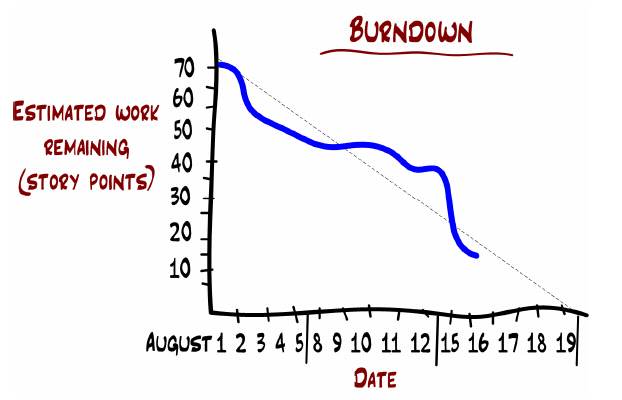 BURNDOWN
70
60
50
40
30
20
10
ESTIMATED WORK
REMAINING
(STORY POINTS)
AUGUST 1 2 3 4 5 8 9 10 11 12 15 16 17 18 19
DATE